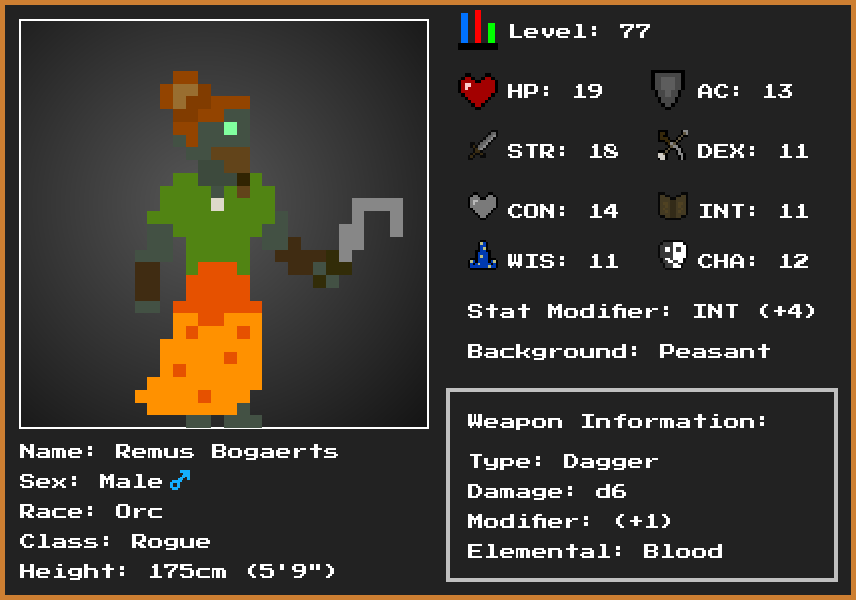 Level: 77
HP: 19
AC: 13
STR: 18
DEX: 11
CON: 14
INT: 11
WIS: 11
CHA: 12
Stat Modifier: INT (+4)
Background: Peasant
Weapon Information:
Type: Dagger
Damage: d6
Modifier: (+1)
Elemental: Blood
Name: Remus Bogaerts
Sex: Male ♂
Race: Orc
Class: Rogue
Height: 175cm (5'9")